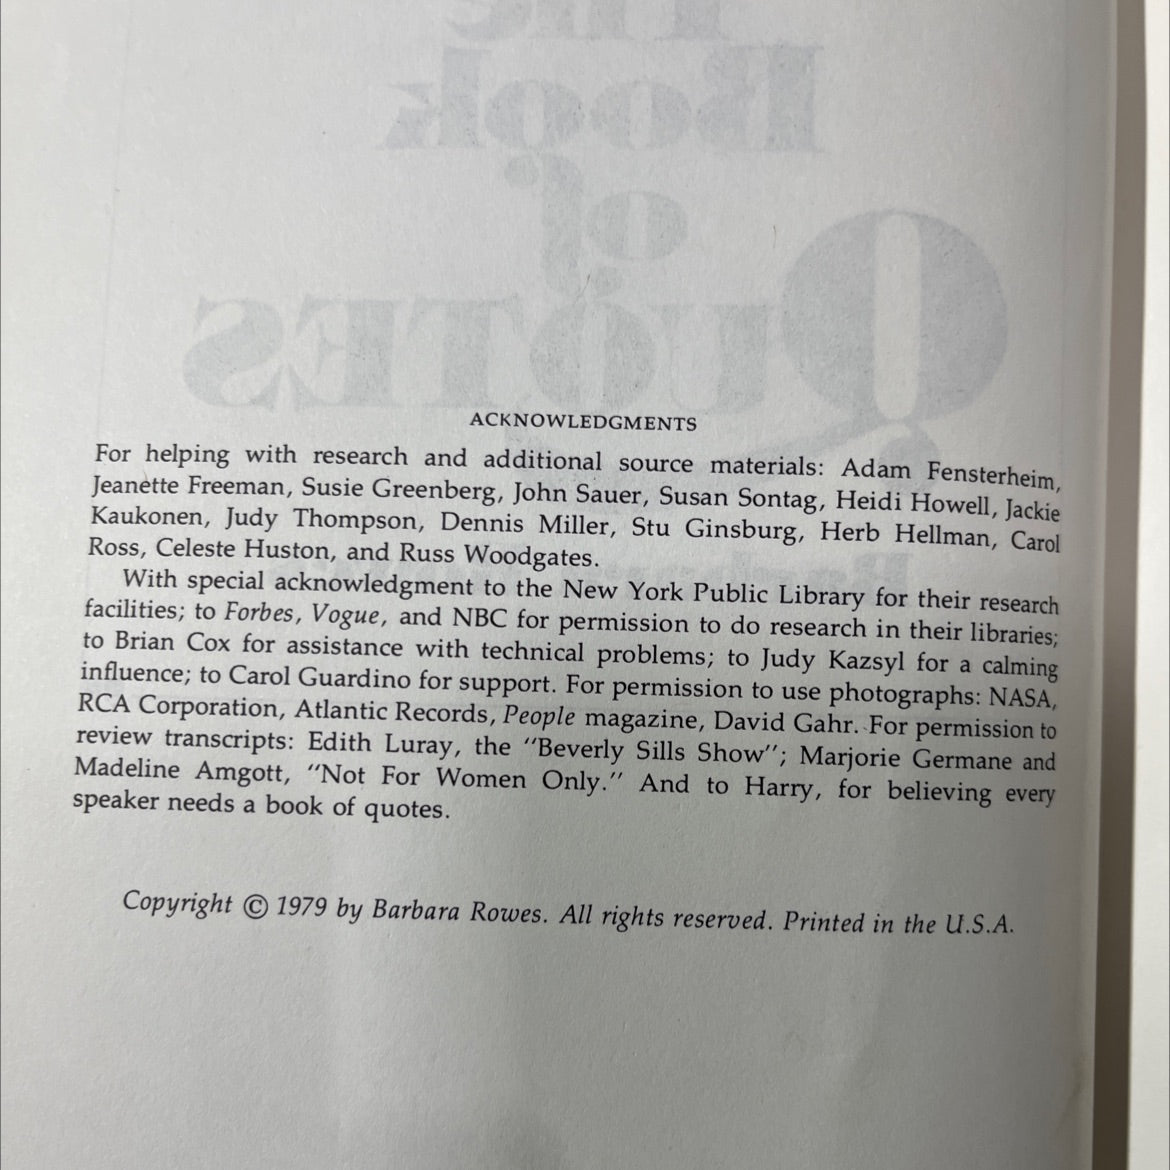 The
Book
of
QUOTES
ACKNOWLEDGMENTS
For helping with research and additional source materials: Adam Fensterheim,
Jeanette Freeman, Susie Greenberg, John Sauer, Susan Sontag, Heidi Howell, Jackie
Kaukonen, Judy Thompson, Dennis Miller, Stu Ginsburg, Herb Hellman, Carol
Ross, Celeste Huston, and Russ Woodgates.
With special acknowledgment to the New York Public Library for their research
facilities; to Forbes, Vogue, and NBC for permission to do research in their libraries;
to Brian Cox for assistance with technical problems; to Judy Kazsyl for a calming
influence; to Carol Guardino for support. For permission to use photographs: NASA,
RCA Corporation, Atlantic Records, People magazine, David Gahr. For permission to
review transcripts: Edith Luray, the "Beverly Sills Show"; Marjorie Germane and
Madeline Amgott, "Not For Women Only." And to Harry, for believing every
speaker needs a book of quotes.
Copyright © 1979 by Barbara Rowes. All rights reserved. Printed in the U.S.A.